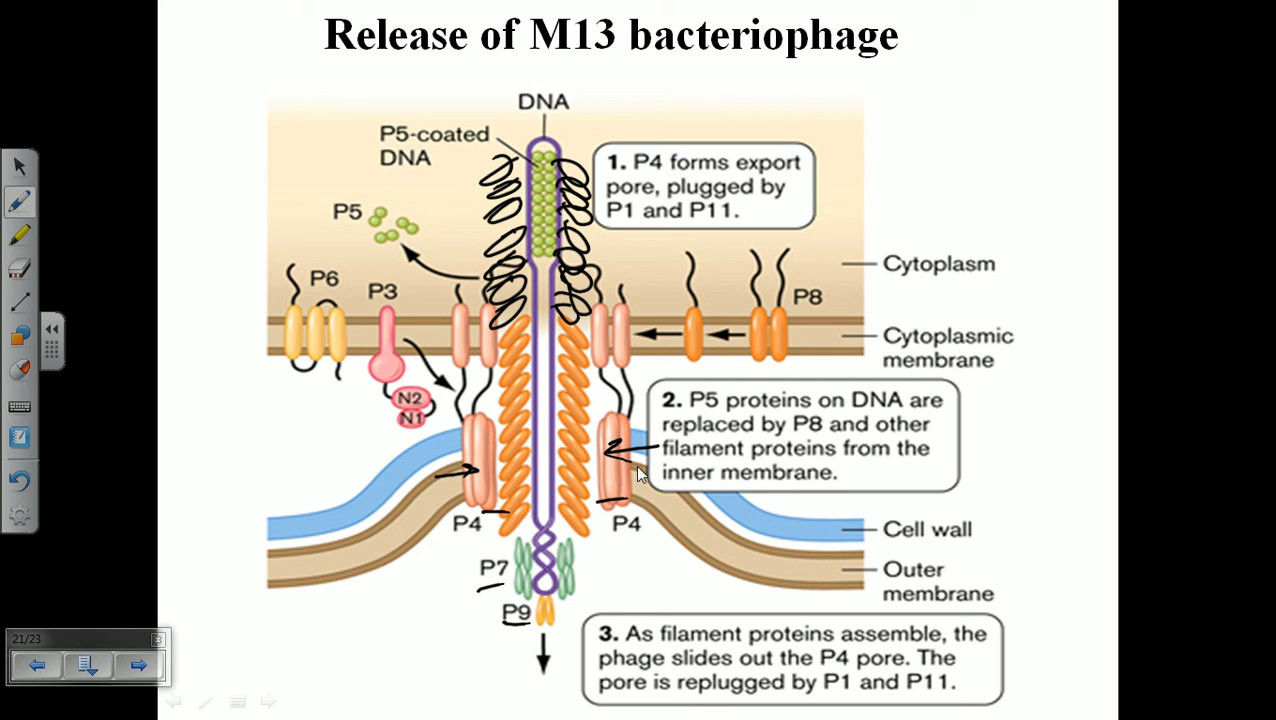 Release of M13 bacteriophage
DNA
P5-coated
DNA
1. P4 forms export
pore, plugged by
P1 and P11.
P5
Cytoplasm
P6
P3
P8
Cytoplasmic
membrane
N2
N1
2. P5 proteins on DNA are
replaced by P8 and other
filament proteins from the
inner membrane.
P4
P4
Cell wall
P7
Outer
membrane
P9
3. As filament proteins assemble, the
phage slides out the P4 pore. The
pore is replugged by P1 and P11.
21/23